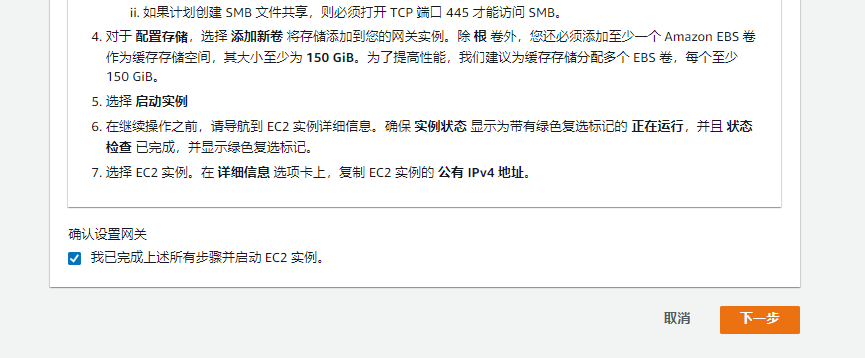 ii. 如果计划创建 SMB 文件共享，则必须打开 TCP 端口 445 才能访问 SMB。
4. 对于 配置存储，选择 添加新卷 将存储添加到您的网关实例。除 根 卷外，您还必须添加至少一个 Amazon EBS 卷
作为缓存存储空间，其大小至少为 150 GiB。为了提高性能，我们建议为缓存存储分配多个 EBS 卷，每个至少
150 GiB。
5. 选择 启动实例
6. 在继续操作之前，请导航到 EC2 实例详细信息。确保 实例状态 显示为带有绿色复选标记的 正在运行，并且 状态
检查 已完成，并显示绿色复选标记。
7. 选择 EC2 实例。在 详细信息 选项卡上，复制 EC2 实例的 公有 IPv4 地址。
确认设置网关
我已完成上述所有步骤并启动 EC2 实例。
取消 下一步